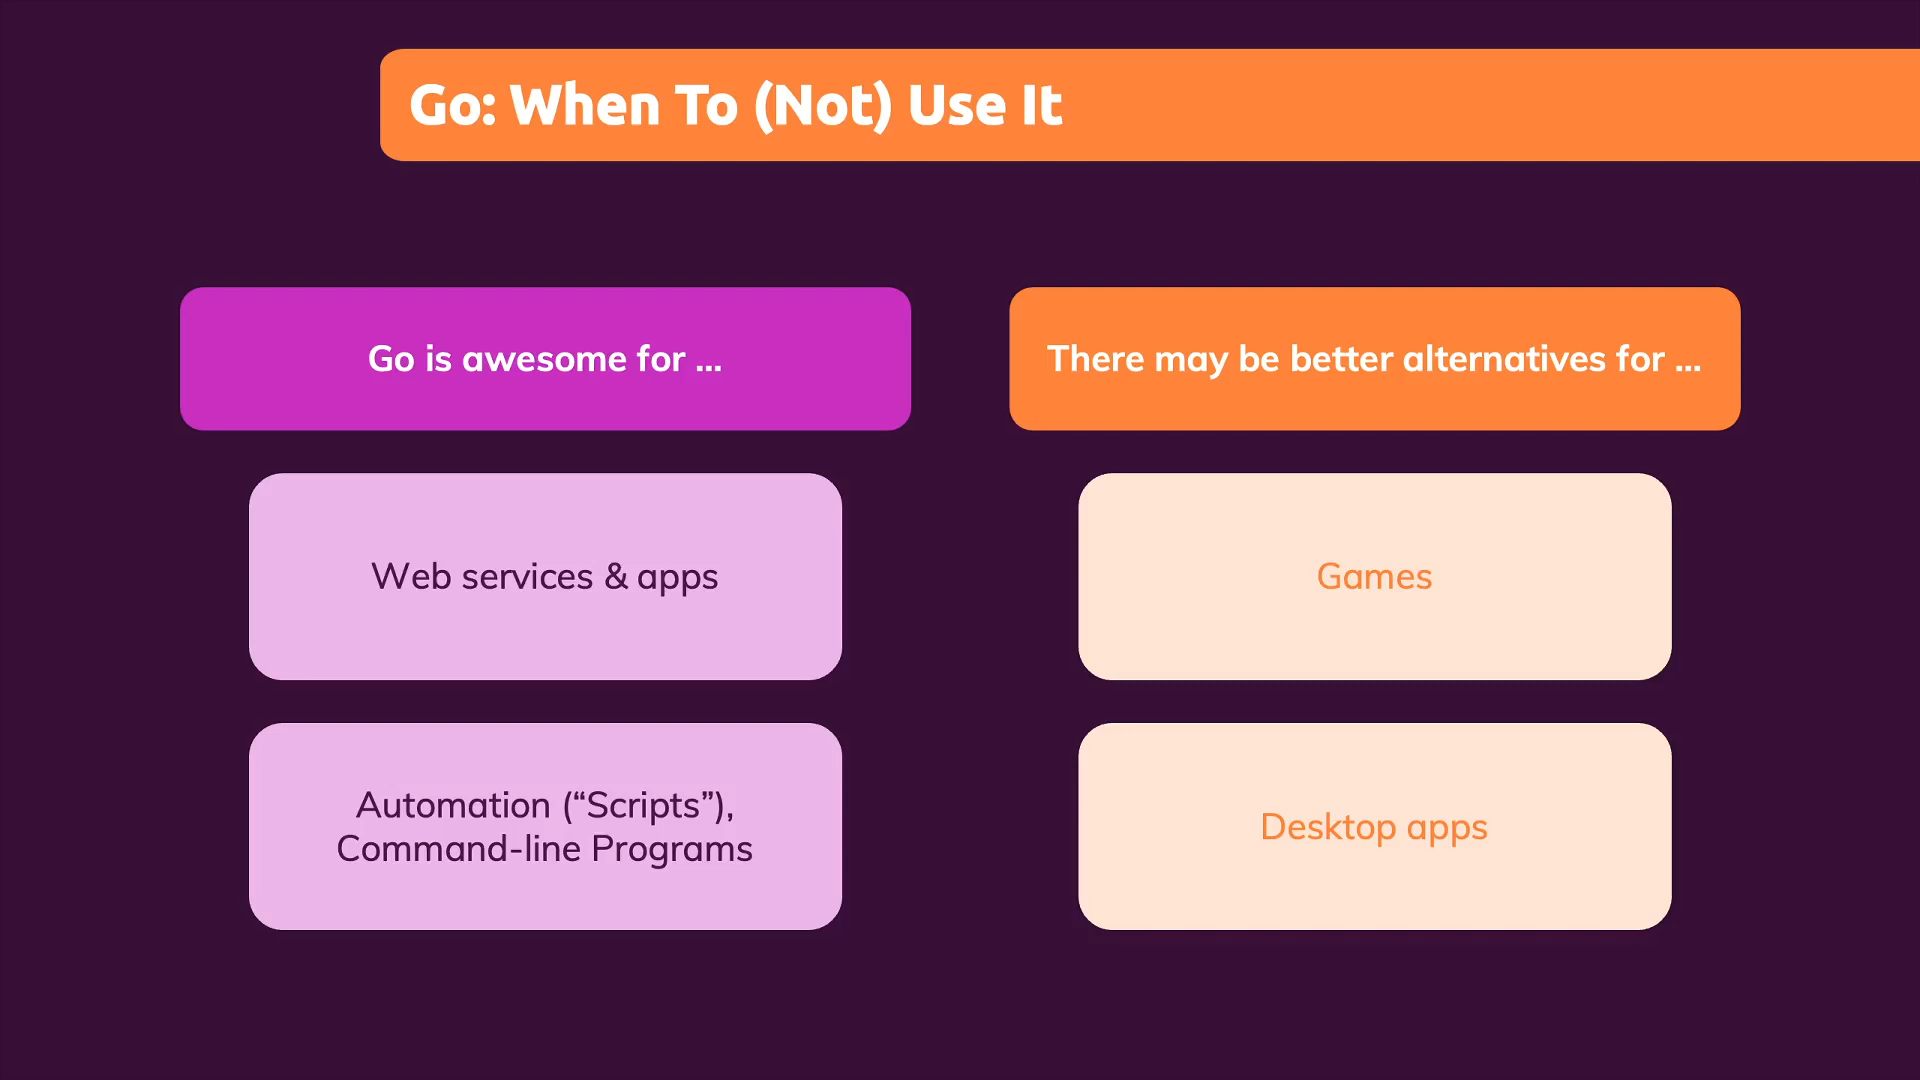 Go: When To (Not) Use It
Go is awesome for ...
Web services & apps
Automation (“Scripts”),
Command-line Programs
There may be better alternatives for ...
Games
Desktop apps